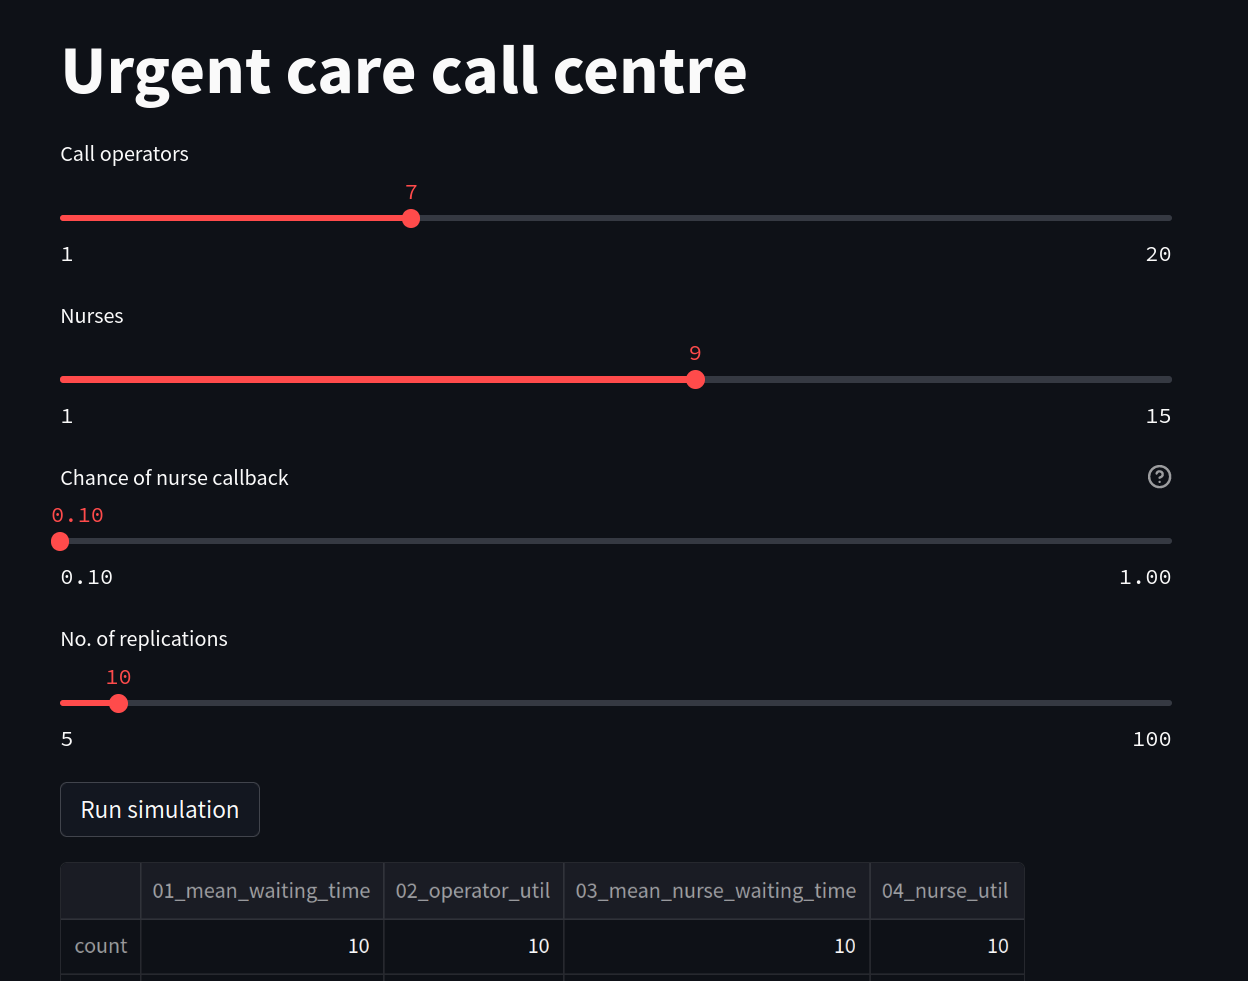 Urgent care call centre
Call operators
7
1 20
Nurses
9
1 15
Chance of nurse callback ?
0.10
0.10 1.00
No. of replications
10
5 100
Run simulation
01_mean_waiting_time 02_operator_util 03_mean_nurse_waiting_time 04_nurse_util
count 10 10 10 10